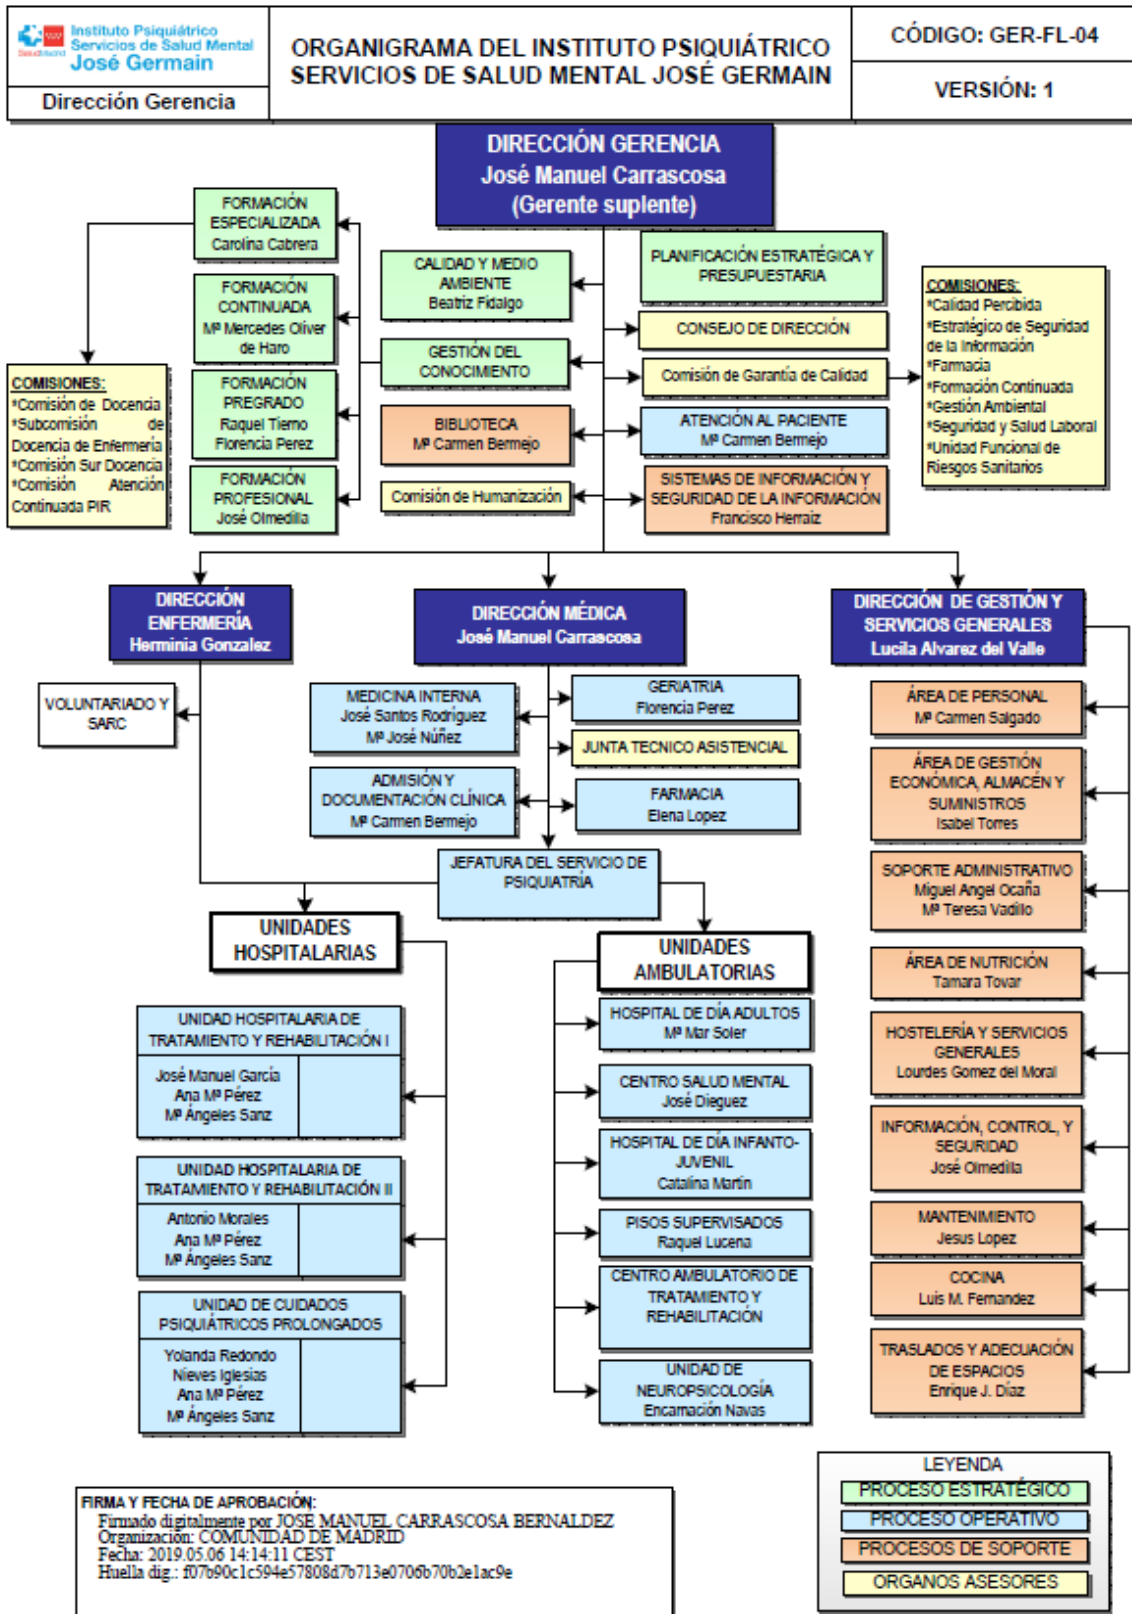 Instituto Psiquiátrico
Servicios de Salud Mental
José Germain
SaludMadrid
Dirección Gerencia
ORGANIGRAMA DEL INSTITUTO PSIQUIÁTRICO
SERVICIOS DE SALUD MENTAL JOSÉ GERMAIN
CÓDIGO: GER-FL-04
VERSIÓN: 1
DIRECCIÓN GERENCIA
José Manuel Carrascosa
(Gerente suplente)
FORMACIÓN
ESPECIALIZADA
Carolina Cabrera
FORMACIÓN
CONTINUADA
Mª Mercedes Oliver
de Haro
FORMACIÓN
PREGRADO
Raquel Tierno
Florencia Perez
FORMACIÓN
PROFESIONAL
José Olmedilla
COMISIONES:
*Comisión de Docencia
*Subcomisión de
Docencia de Enfermería
*Comisión Sur Docencia
*Comisión Atención
Continuada PIR
CALIDAD Y MEDIO
AMBIENTE
Beatriz Fidalgo
GESTIÓN DEL
CONOCIMIENTO
BIBLIOTECA
Mª Carmen Bermejo
Comisión de Humanización
PLANIFICACIÓN ESTRATÉGICA Y
PRESUPUESTARIA
CONSEJO DE DIRECCIÓN
Comisión de Garantía de Calidad
ATENCIÓN AL PACIENTE
Mª Carmen Bermejo
SISTEMAS DE INFORMACIÓN Y
SEGURIDAD DE LA INFORMACIÓN
Francisco Herraiz
COMISIONES:
*Calidad Percibida
*Estratégico de Seguridad
de la Información
*Farmacia
*Formación Continuada
*Gestión Ambiental
*Seguridad y Salud Laboral
*Unidad Funcional de
Riesgos Sanitarios
DIRECCIÓN
ENFERMERÍA
Herminia Gonzalez
DIRECCIÓN MÉDICA
José Manuel Carrascosa
DIRECCIÓN DE GESTIÓN Y
SERVICIOS GENERALES
Lucila Alvarez del Valle
VOLUNTARIADO Y
SARC
MEDICINA INTERNA
José Santos Rodríguez
Mª José Núñez
ADMISIÓN Y
DOCUMENTACIÓN CLÍNICA
Mª Carmen Bermejo
GERIATRIA
Florencia Perez
JUNTA TECNICO ASISTENCIAL
FARMACIA
Elena Lopez
JEFATURA DEL SERVICIO DE
PSIQUIATRÍA
UNIDADES
HOSPITALARIAS
UNIDAD HOSPITALARIA DE
TRATAMIENTO Y REHABILITACIÓN I
José Manuel García
Ana Mª Pérez
Mª Ángeles Sanz
UNIDAD HOSPITALARIA DE
TRATAMIENTO Y REHABILITACIÓN II
Antonio Morales
Ana Mª Pérez
Mª Ángeles Sanz
UNIDAD DE CUIDADOS
PSIQUIÁTRICOS PROLONGADOS
Yolanda Redondo
Nieves Iglesias
Ana Mª Pérez
Mª Ángeles Sanz
UNIDADES
AMBULATORIAS
HOSPITAL DE DÍA ADULTOS
Mª Mar Soler
CENTRO SALUD MENTAL
José Dieguez
HOSPITAL DE DÍA INFANTO-
JUVENIL
Catalina Martín
PISOS SUPERVISADOS
Raquel Lucena
CENTRO AMBULATORIO DE
TRATAMIENTO Y
REHABILITACIÓN
UNIDAD DE
NEUROPSICOLOGÍA
Encarnación Navas
ÁREA DE PERSONAL
Mª Carmen Salgado
ÁREA DE GESTIÓN
ECONÓMICA, ALMACÉN Y
SUMINISTROS
Isabel Torres
SOPORTE ADMINISTRATIVO
Miguel Angel Ocaña
Mª Teresa Vadillo
ÁREA DE NUTRICIÓN
Tamara Tovar
HOSTELERÍA Y SERVICIOS
GENERALES
Lourdes Gomez del Moral
INFORMACIÓN, CONTROL, Y
SEGURIDAD
José Olmedilla
MANTENIMIENTO
Jesus Lopez
COCINA
Luis M. Fernandez
TRASLADOS Y ADECUACIÓN
DE ESPACIOS
Enrique J. Díaz
FIRMA Y FECHA DE APROBACIÓN:
Firmado digitalmente por JOSE MANUEL CARRASCOSA BERNALDEZ
Organización: COMUNIDAD DE MADRID
Fecha: 2019.05.06 14:14:11 CEST
Huella dig.: f07b90c1c594e57808d7b713e0706b70b2e1ac9e
LEYENDA
PROCESO ESTRATÉGICO
PROCESO OPERATIVO
PROCESOS DE SOPORTE
ORGANOS ASESORES